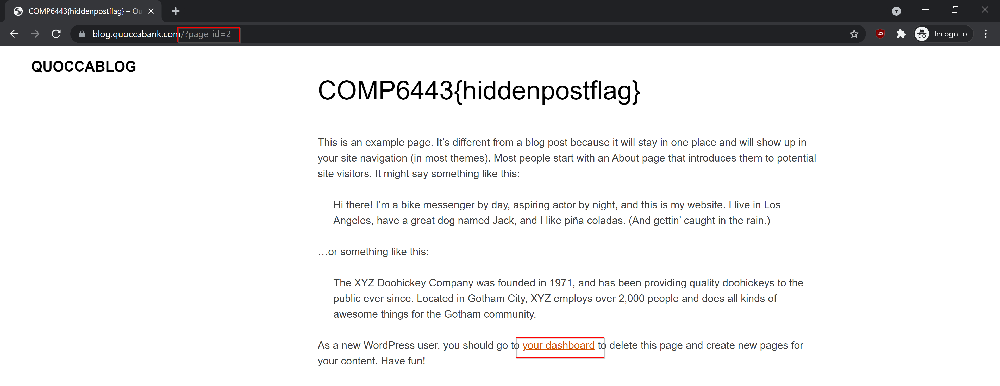 COMP6443{hiddenpostflag} – Qu
blog.quoccabank.com/?page_id=2
Incognito
QUOCCABLOG
COMP6443{hiddenpostflag}
This is an example page. It’s different from a blog post because it will stay in one place and will show up in
your site navigation (in most themes). Most people start with an About page that introduces them to potential
site visitors. It might say something like this:
Hi there! I’m a bike messenger by day, aspiring actor by night, and this is my website. I live in Los
Angeles, have a great dog named Jack, and I like piña coladas. (And gettin’ caught in the rain.)
…or something like this:
The XYZ Doohickey Company was founded in 1971, and has been providing quality doohickeys to the
public ever since. Located in Gotham City, XYZ employs over 2,000 people and does all kinds of
awesome things for the Gotham community.
As a new WordPress user, you should go to your dashboard to delete this page and create new pages for
your content. Have fun!